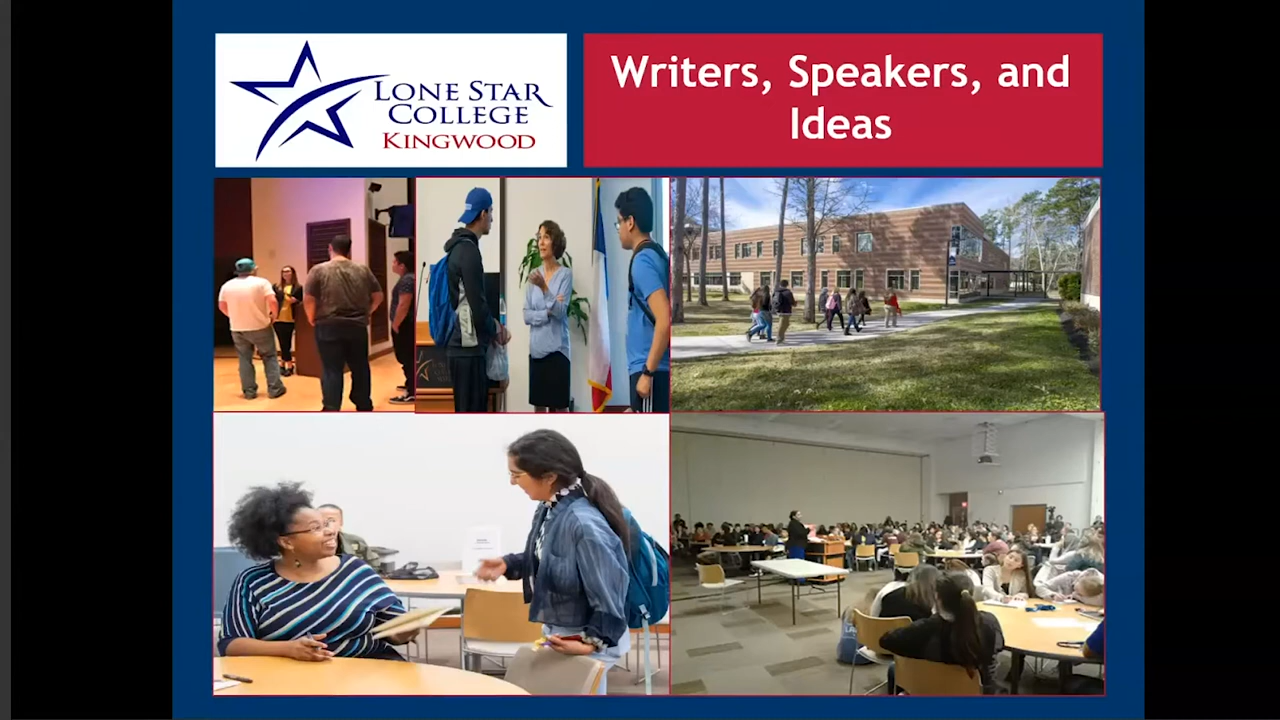 LONE STAR
COLLEGE
KINGWOOD
Writers, Speakers, and
Ideas